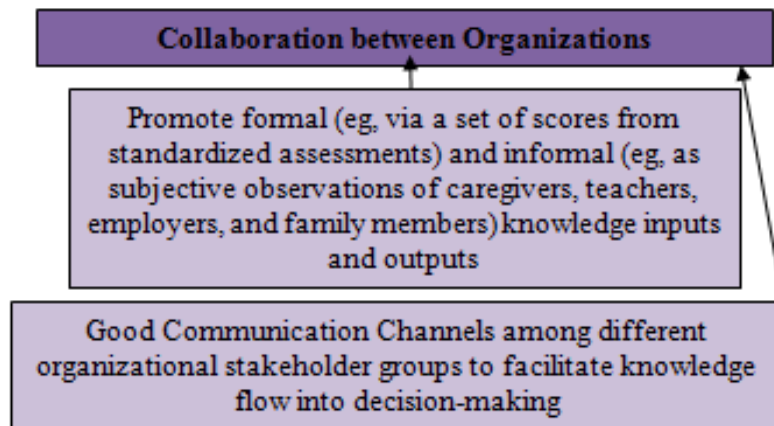 Collaboration between Organizations
Promote formal (eg, via a set of scores from
standardized assessments) and informal (eg, as
subjective observations of caregivers, teachers,
employers, and family members) knowledge inputs
and outputs
Good Communication Channels among different
organizational stakeholder groups to facilitate knowledge
flow into decision-making